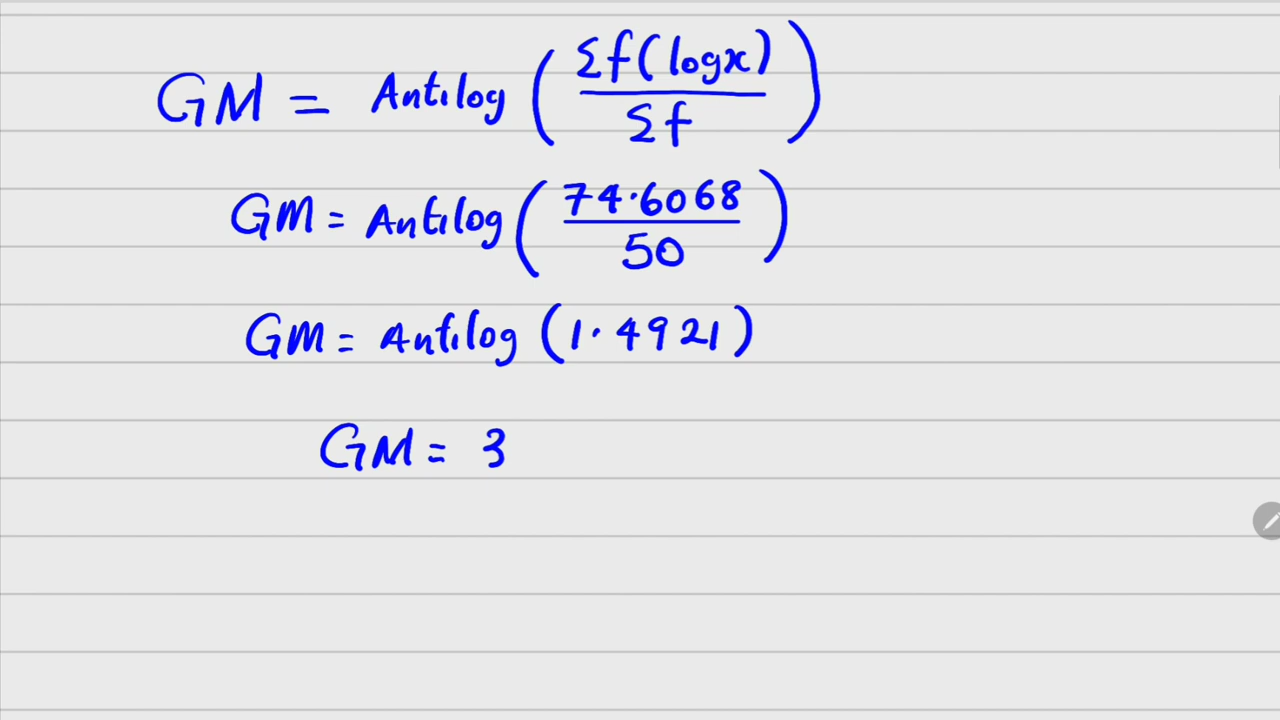 GM = Antilog ( Σf(logx) / Σf )
GM = Antilog ( 74.6068 / 50 )
GM = Antilog (1.4921)
GM = 3